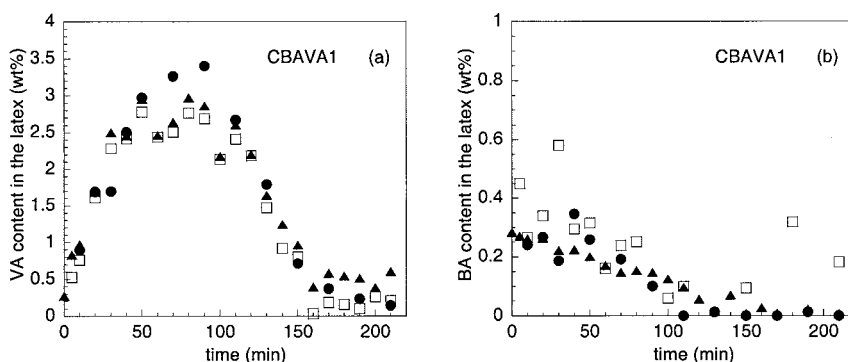 CBAVA1 (a)
VA content in the latex (wt%)
4
3.5
3
2.5
2
1.5
1
0.5
0
0 50 100 150 200
time (min)
CBAVA1 (b)
BA content in the latex (wt%)
1
0.8
0.6
0.4
0.2
0
0 50 100 150 200
time (min)